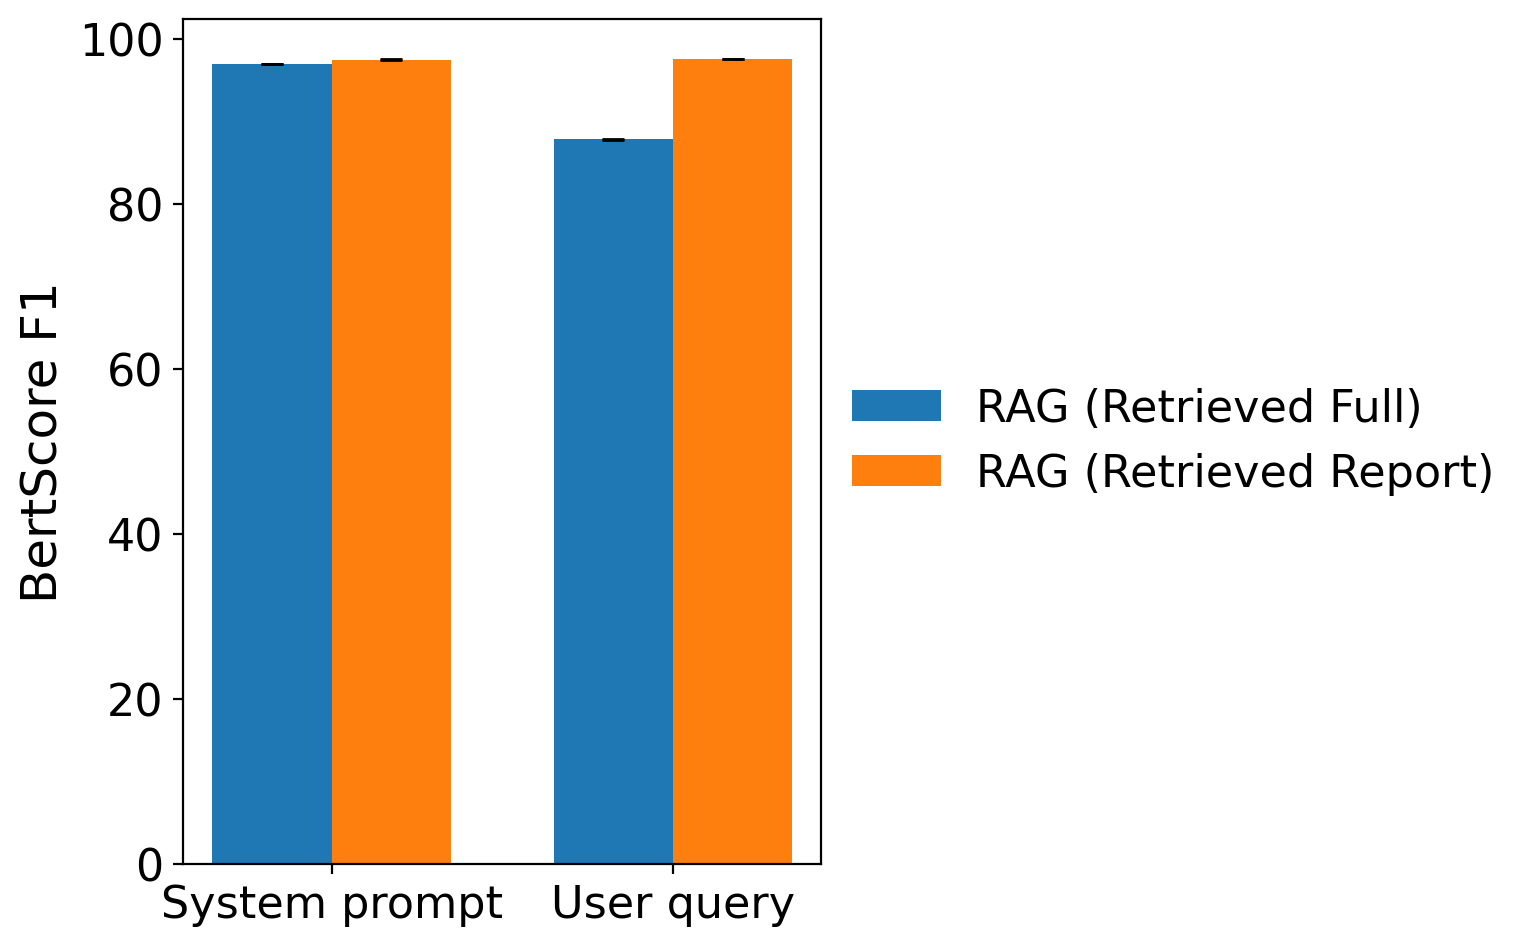 BertScore F1
100
80
60
40
20
0
System prompt
User query
RAG (Retrieved Full)
RAG (Retrieved Report)